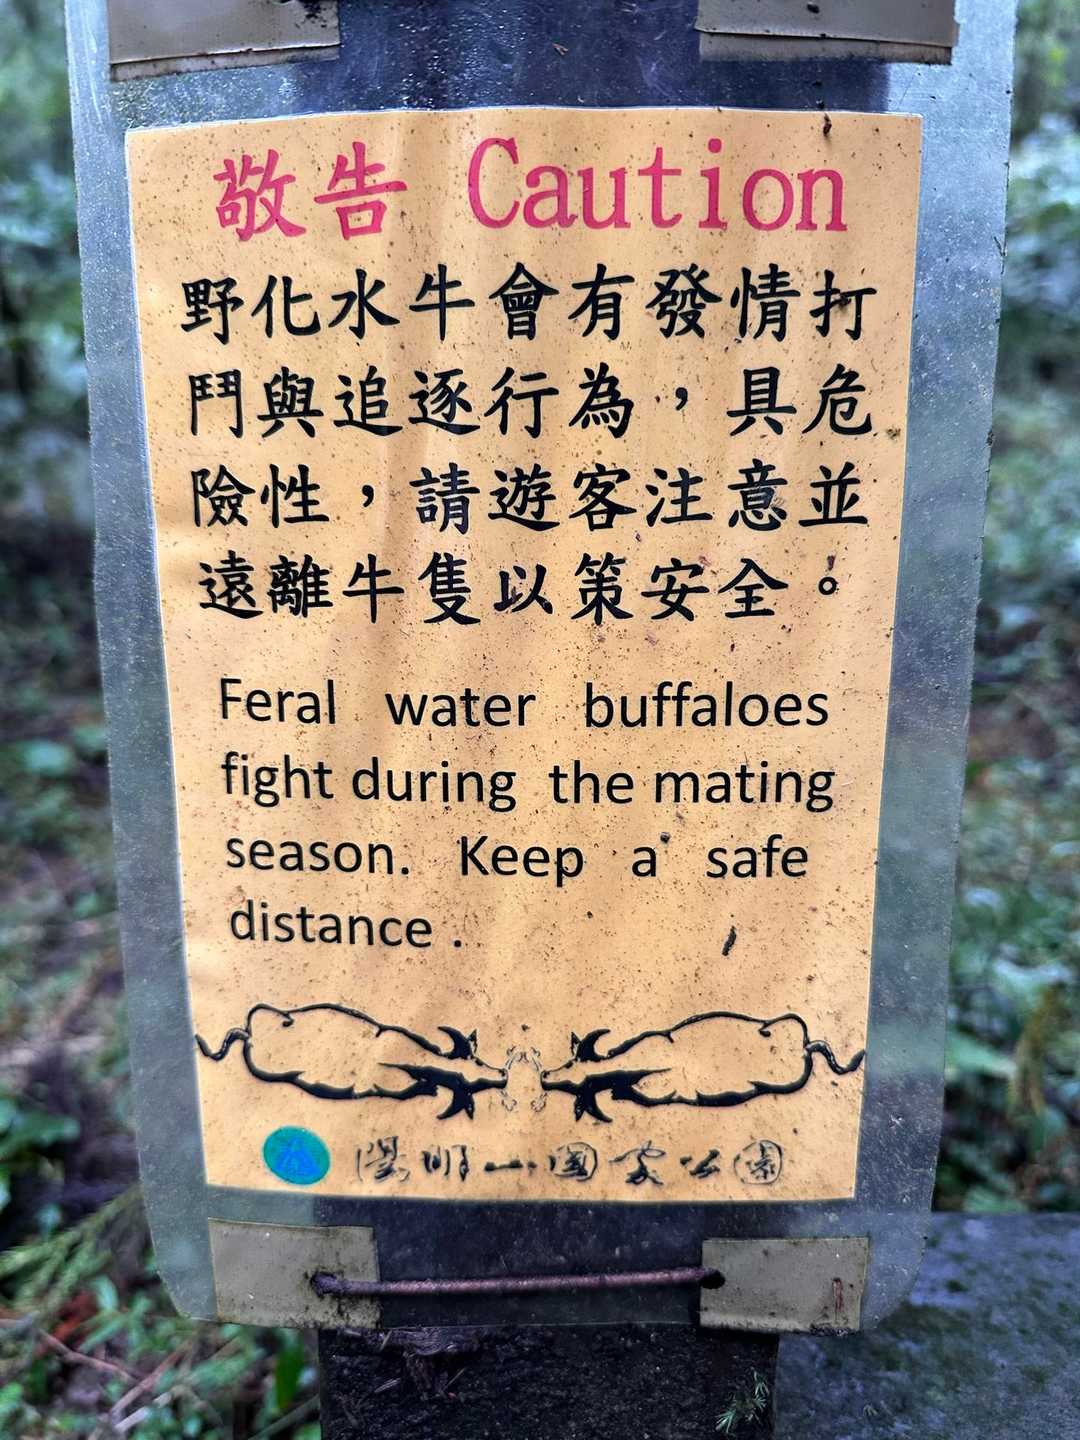 敬告 Caution
野化水牛會有發情打
鬥與追逐行為，具危
險性，請遊客注意並
遠離牛隻以策安全。
Feral water buffaloes
fight during the mating
season. Keep a safe
distance .
陽明山國家公園